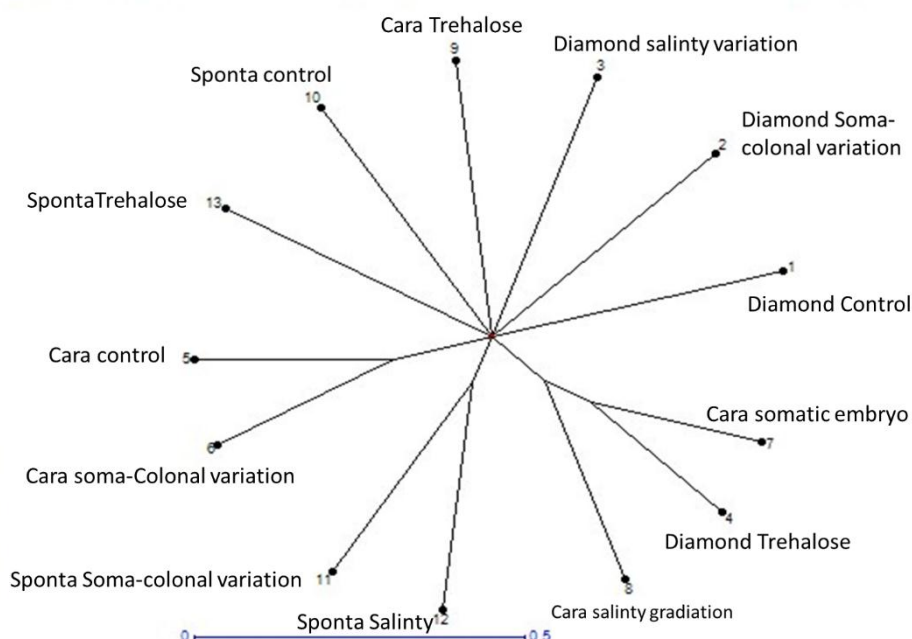 Cara Trehalose
9
Diamond salinty variation
3
Sponta control
10
Diamond Soma-
colonal variation
2
SpontaTrehalose
13
1
Diamond Control
Cara control
5
Cara somatic embryo
7
6
Cara soma-Colonal variation
4
Diamond Trehalose
Sponta Soma-colonal variation
11
8
Cara salinty gradiation
Sponta Salinty
12
0
0.5